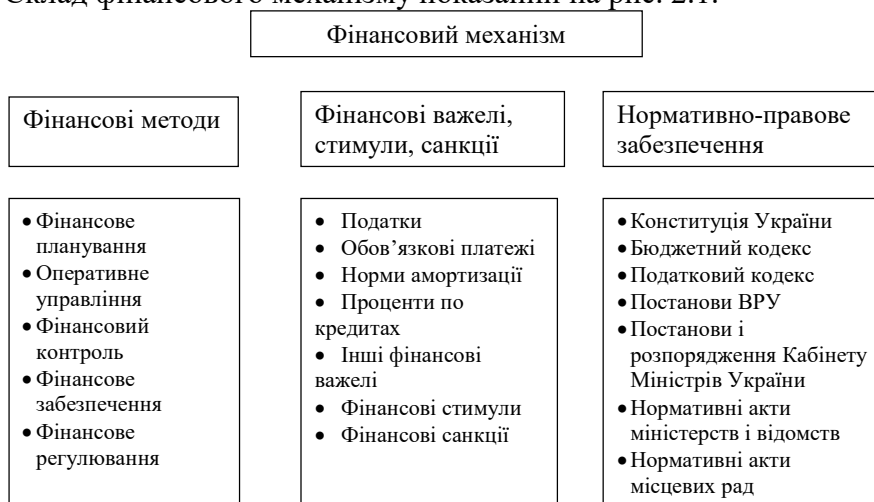 Склад фінансового механізму показаний на рис. 2.1.
Фінансовий механізм
Фінансові методи
Фінансові важелі,
стимули, санкції
Нормативно-правове
забезпечення
• Фінансове
планування
• Оперативне
управління
• Фінансовий
контроль
• Фінансове
забезпечення
• Фінансове
регулювання
• Податки
• Обов’язкові платежі
• Норми амортизації
• Проценти по
кредитах
• Інші фінансові
важелі
• Фінансові стимули
• Фінансові санкції
• Конституція України
• Бюджетний кодекс
• Податковий кодекс
• Постанови ВРУ
• Постанови і
розпорядження Кабінету
Міністрів України
• Нормативні акти
міністерств і відомств
• Нормативні акти
місцевих рад